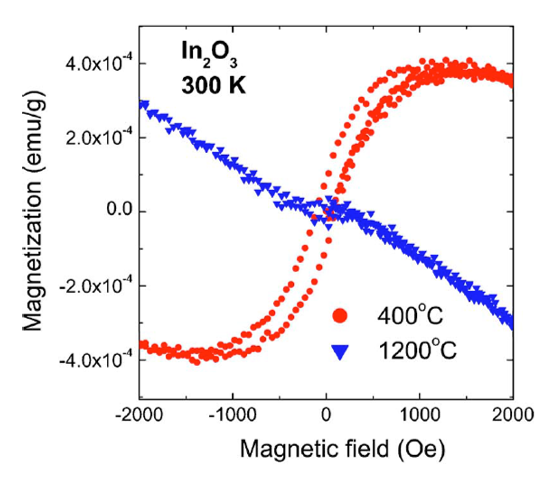 In₂O₃
300 K
Magnetization (emu/g)
4.0x10⁻⁴
2.0x10⁻⁴
0.0
-2.0x10⁻⁴
-4.0x10⁻⁴
400°C
1200°C
-2000 -1000 0 1000 2000
Magnetic field (Oe)